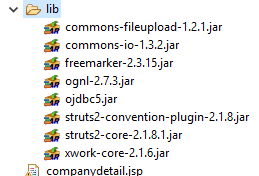 lib
commons-fileupload-1.2.1.jar
commons-io-1.3.2.jar
freemarker-2.3.15.jar
ognl-2.7.3.jar
ojdbc5.jar
struts2-convention-plugin-2.1.8.jar
struts2-core-2.1.8.1.jar
xwork-core-2.1.6.jar
companydetail.jsp